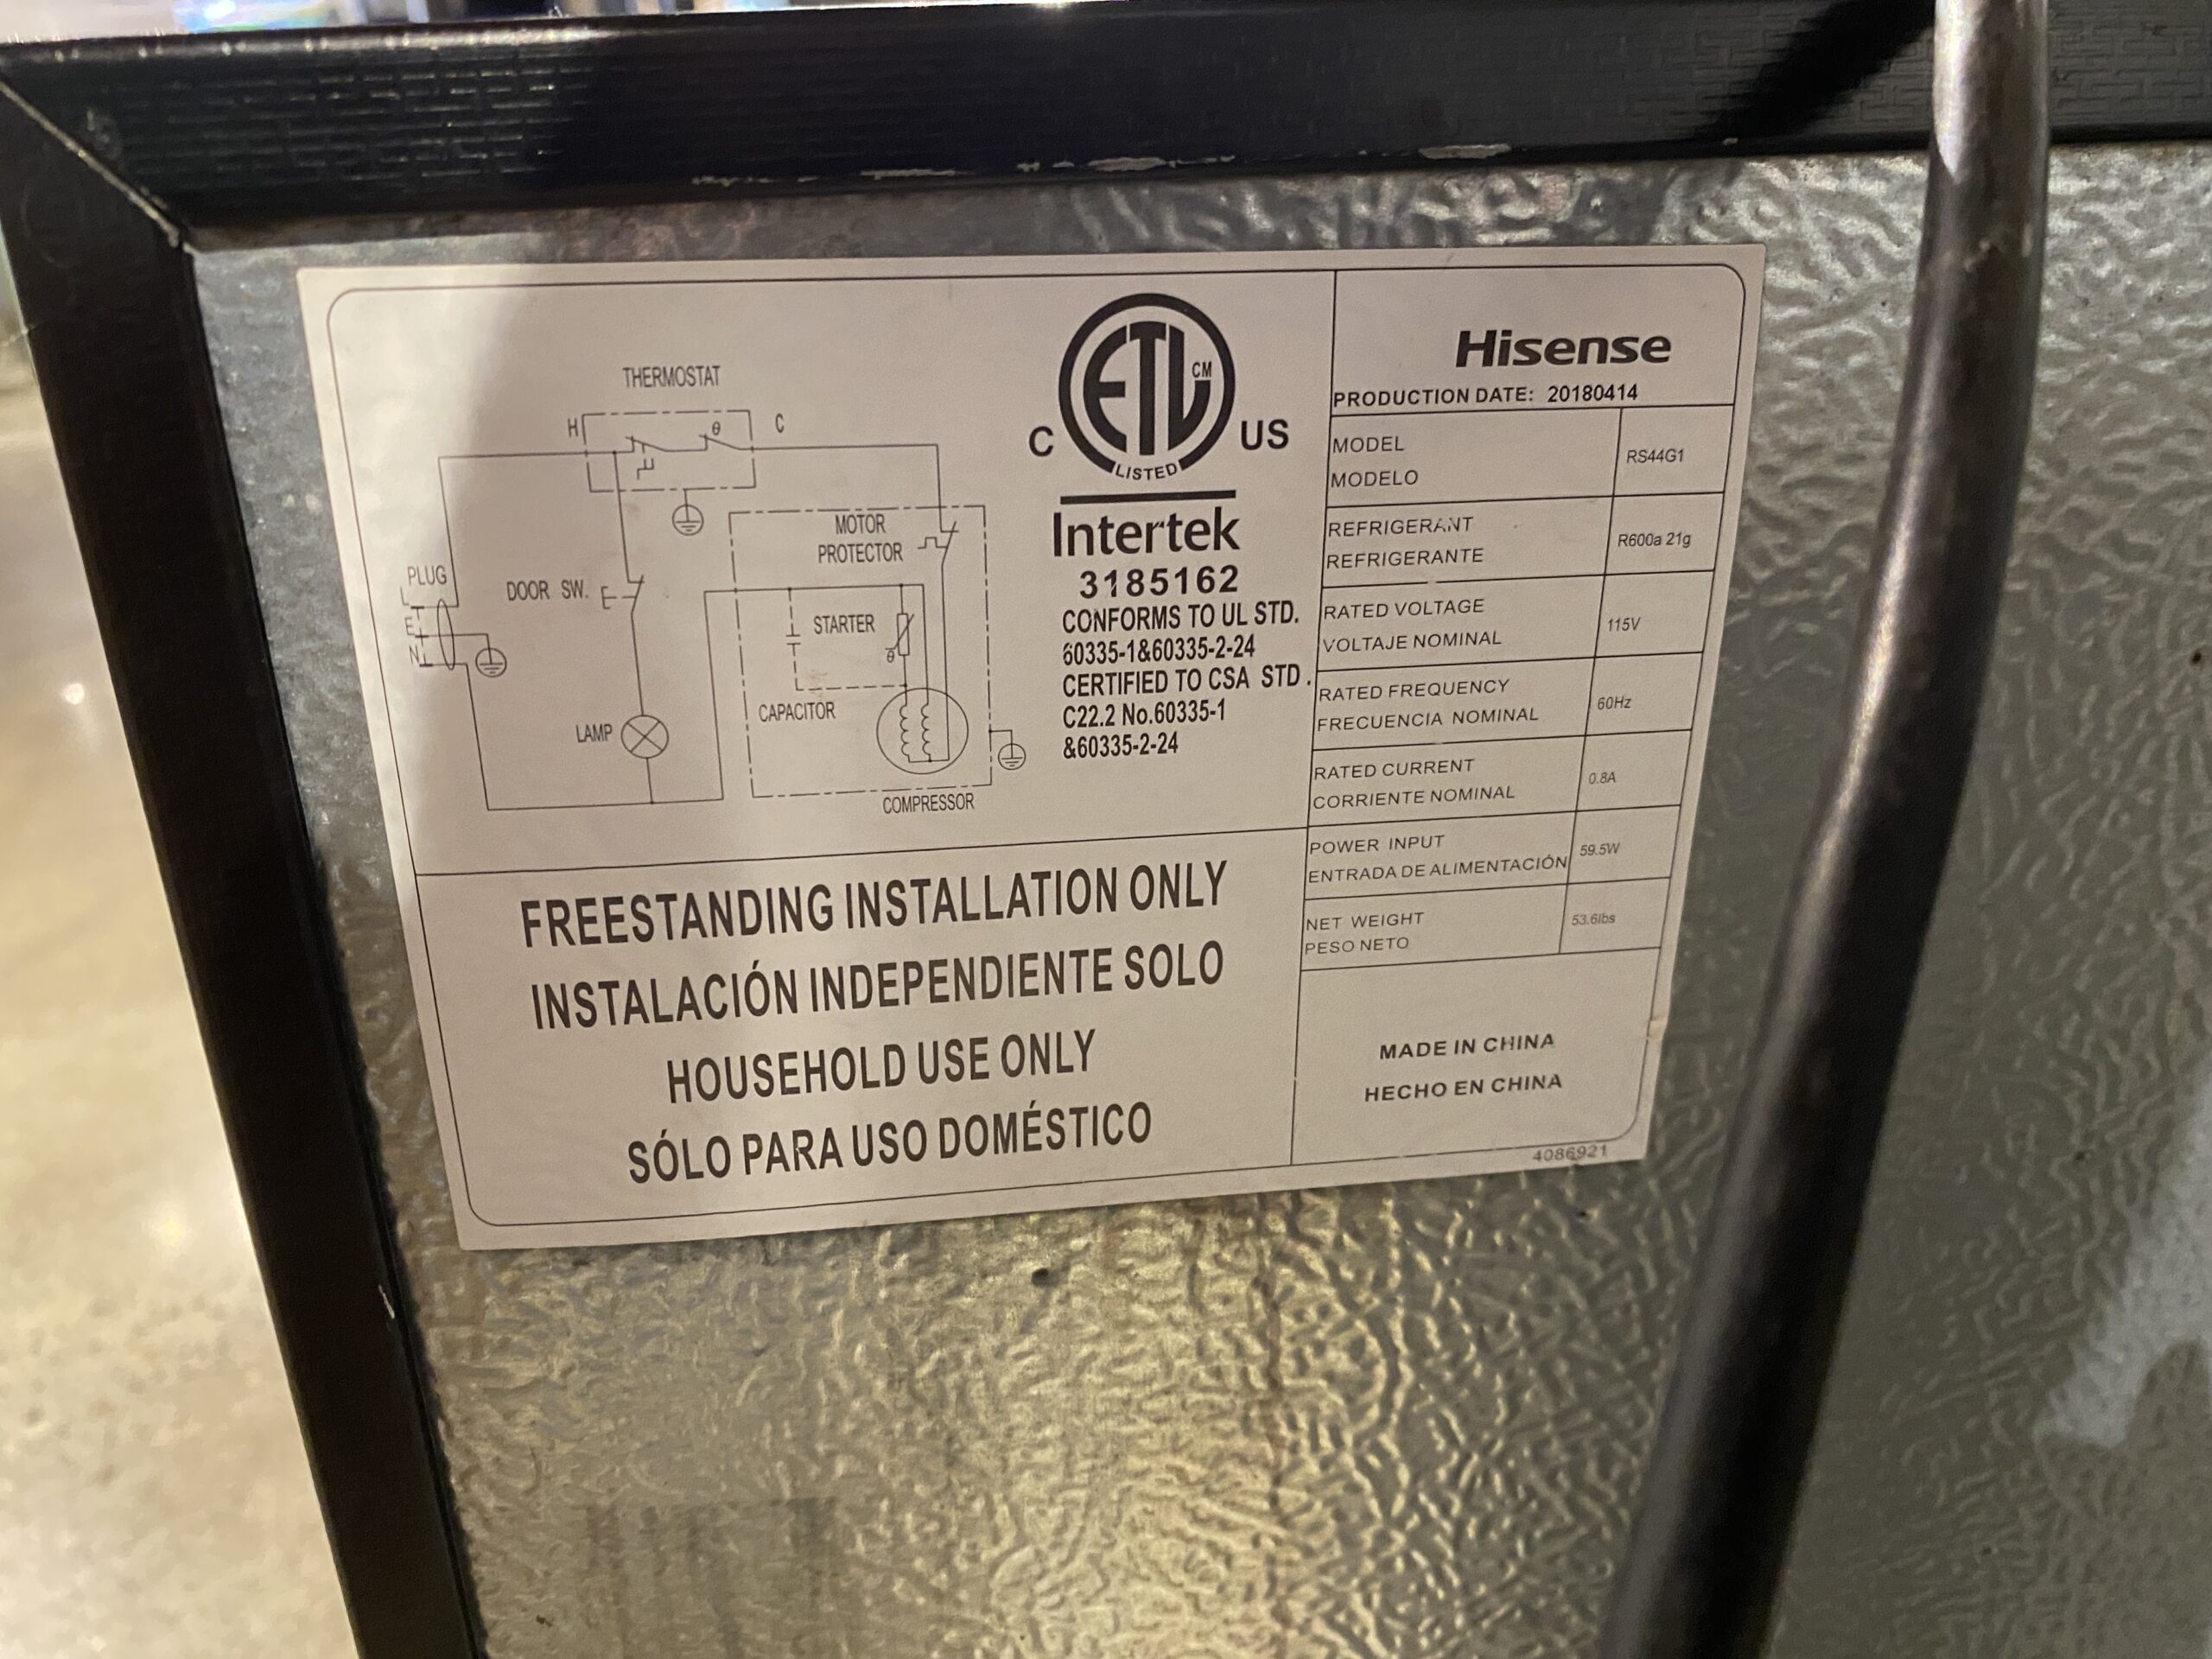 THERMOSTAT
H
θ
C
MOTOR
PROTECTOR
PLUG
L
E
N
DOOR SW.
STARTER
θ
CAPACITOR
LAMP
COMPRESSOR
ETL CM
LISTED
C US
Intertek
3185162
CONFORMS TO UL STD.
60335-1&60335-2-24
CERTIFIED TO CSA STD.
C22.2 No.60335-1
&60335-2-24
FREESTANDING INSTALLATION ONLY
INSTALACIÓN INDEPENDIENTE SOLO
HOUSEHOLD USE ONLY
SÓLO PARA USO DOMÉSTICO
Hisense
PRODUCTION DATE: 20180414
MODEL
MODELO
RS44G1
REFRIGERANT
REFRIGERANTE
R600a 21g
RATED VOLTAGE
VOLTAJE NOMINAL
115V
RATED FREQUENCY
FRECUENCIA NOMINAL
60Hz
RATED CURRENT
CORRIENTE NOMINAL
0.8A
POWER INPUT
ENTRADA DE ALIMENTACIÓN
59.5W
NET WEIGHT
PESO NETO
53.6lbs
MADE IN CHINA
HECHO EN CHINA
4086921